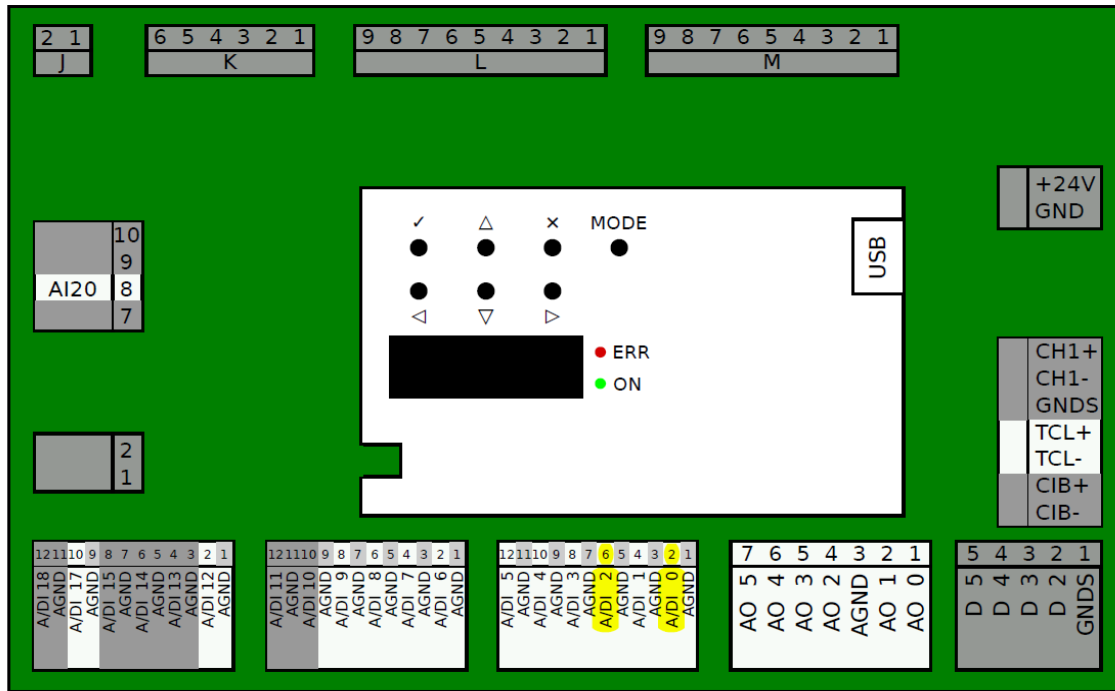 2 1
J
6 5 4 3 2 1
K
9 8 7 6 5 4 3 2 1
L
9 8 7 6 5 4 3 2 1
M
+24V
GND
✓ △ × MODE
USB
◁ ▽ ▷
ERR
ON
10
9
AI20 8
7
2
1
CH1+
CH1-
GNDS
TCL+
TCL-
CIB+
CIB-
12 11 10 9 8 7 6 5 4 3 2 1
A/DI 18
AGND
A/DI 17
AGND
A/DI 15
AGND
A/DI 14
AGND
A/DI 13
AGND
A/DI 12
AGND
12 11 10 9 8 7 6 5 4 3 2 1
A/DI 11
AGND
A/DI 10
AGND
A/DI 9
AGND
A/DI 8
AGND
A/DI 7
AGND
A/DI 6
AGND
12 11 10 9 8 7 6 5 4 3 2 1
A/DI 5
AGND
A/DI 4
AGND
A/DI 3
AGND
A/DI 2
AGND
A/DI 1
AGND
A/DI 0
AGND
7 6 5 4 3 2 1
AO 5
AO 4
AO 3
AO 2
AGND
AO 1
AO 0
5 4 3 2 1
D 5
D 4
D 3
D 2
GNDS